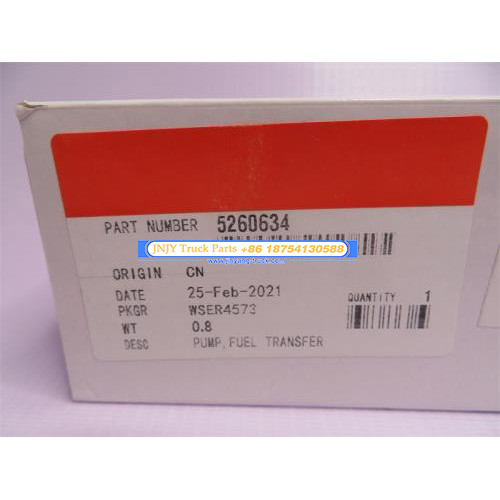 PART NUMBER 5260634
JNJY Truck Parts +86 18754130588
ORIGIN CN
DATE 25-Feb-2021
QUANTITY 1
PKGR WSER4573
WT 0.8
DESC PUMP, FUEL TRANSFER